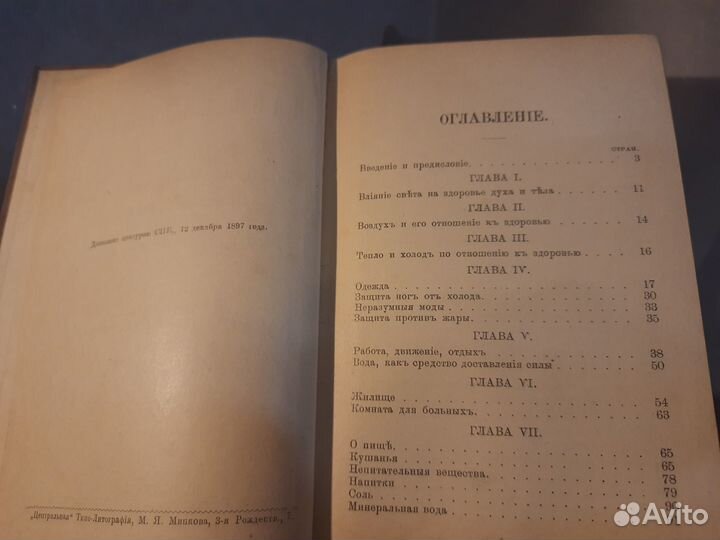 Дозволено цензурою СПБ., 12 декабря 1897 года.
„Центральная“ Типо-Литографія, М. Я. Минкова, 3-я Рождеств., 7.
ОГЛАВЛЕНІЕ.
СТРАН.
Введеніе и предисловіе. 3
ГЛАВА I.
Вліяніе свѣта на здоровье духа и тѣла 11
ГЛАВА II.
Воздухъ и его отношеніе къ здоровью 14
ГЛАВА III.
Тепло и холодъ по отношенію къ здоровью 16
ГЛАВА IV.
Одежда 17
Защита ногъ отъ холода. 30
Неразумныя моды 33
Защита противъ жары. 35
ГЛАВА V.
Работа, движеніе, отдыхъ 38
Вода, какъ средство доставленія силы 50
ГЛАВА VI.
Жилище 54
Комната для больныхъ. 63
ГЛАВА VII.
О пищѣ. 65
Кушанья 65
Непитательныя вещества. 78
Напитки 79
Соль
Минеральная вода
Avito